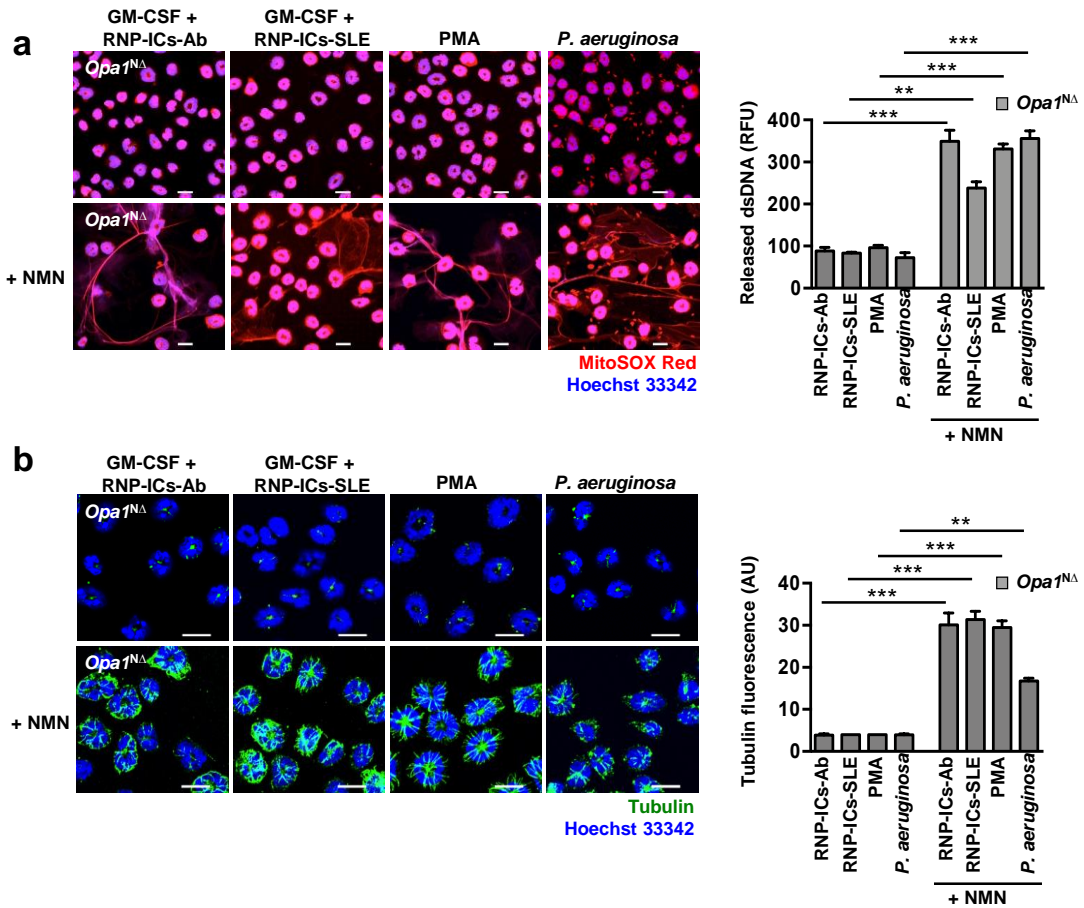 a
GM-CSF +
RNP-ICs-Ab
GM-CSF +
RNP-ICs-SLE
PMA
P. aeruginosa
Opa1NΔ
Opa1NΔ
+ NMN
MitoSOX Red
Hoechst 33342
***
***
**
***
Opa1NΔ
Released dsDNA (RFU)
400
300
200
100
0
RNP-ICs-Ab
RNP-ICs-SLE
PMA
P. aeruginosa
RNP-ICs-Ab
RNP-ICs-SLE
PMA
P. aeruginosa
+ NMN
b
GM-CSF +
RNP-ICs-Ab
GM-CSF +
RNP-ICs-SLE
PMA
P. aeruginosa
Opa1NΔ
Opa1NΔ
+ NMN
Tubulin
Hoechst 33342
**
***
***
***
Opa1NΔ
Tubulin fluorescence (AU)
40
30
20
10
0
RNP-ICs-Ab
RNP-ICs-SLE
PMA
P. aeruginosa
RNP-ICs-Ab
RNP-ICs-SLE
PMA
P. aeruginosa
+ NMN